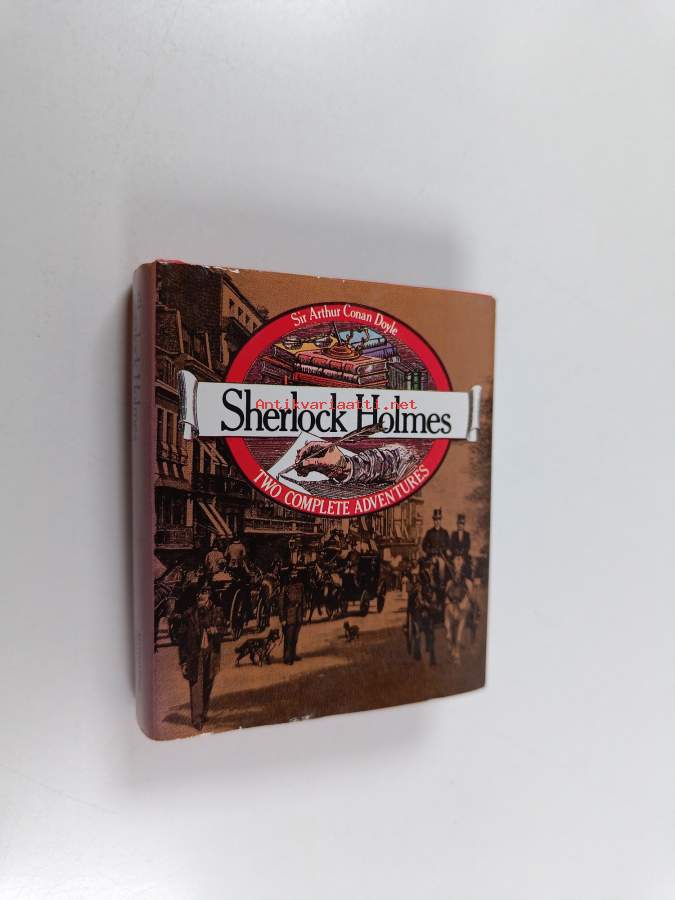 Sir Arthur Conan Doyle
Antikvariaatti.net
Sherlock Holmes
TWO COMPLETE ADVENTURES